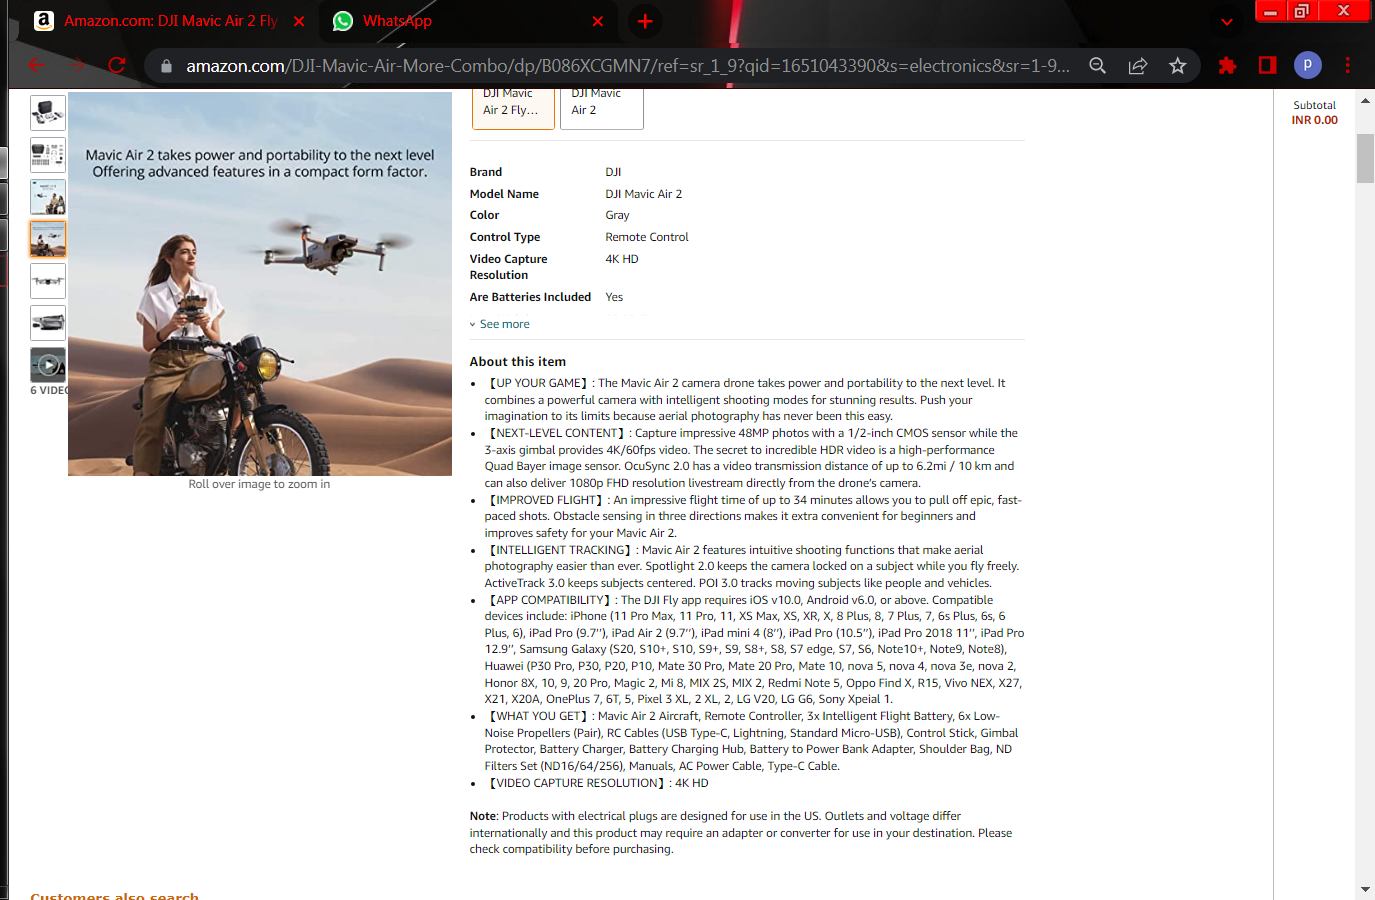 Amazon.com: DJI Mavic Air 2 Fly
WhatsApp
amazon.com/DJI-Mavic-Air-More-Combo/dp/B086XCGMN7/ref=sr_1_9?qid=1651043390&s=electronics&sr=1-9...
P
DJI Mavic
Air 2 Fly...
DJI Mavic
Air 2
Subtotal
INR 0.00
Mavic Air 2 takes power and portability to the next level
Offering advanced features in a compact form factor.
6 VIDEO
Roll over image to zoom in
Brand DJI
Model Name DJI Mavic Air 2
Color Gray
Control Type Remote Control
Video Capture 4K HD
Resolution
Are Batteries Included Yes
See more
About this item
• 【UP YOUR GAME】: The Mavic Air 2 camera drone takes power and portability to the next level. It
combines a powerful camera with intelligent shooting modes for stunning results. Push your
imagination to its limits because aerial photography has never been this easy.
• 【NEXT-LEVEL CONTENT】: Capture impressive 48MP photos with a 1/2-inch CMOS sensor while the
3-axis gimbal provides 4K/60fps video. The secret to incredible HDR video is a high-performance
Quad Bayer image sensor. OcuSync 2.0 has a video transmission distance of up to 6.2mi / 10 km and
can also deliver 1080p FHD resolution livestream directly from the drone's camera.
• 【IMPROVED FLIGHT】: An impressive flight time of up to 34 minutes allows you to pull off epic, fast-
paced shots. Obstacle sensing in three directions makes it extra convenient for beginners and
improves safety for your Mavic Air 2.
• 【INTELLIGENT TRACKING】: Mavic Air 2 features intuitive shooting functions that make aerial
photography easier than ever. Spotlight 2.0 keeps the camera locked on a subject while you fly freely.
ActiveTrack 3.0 keeps subjects centered. POI 3.0 tracks moving subjects like people and vehicles.
• 【APP COMPATIBILITY】: The DJI Fly app requires iOS v10.0, Android v6.0, or above. Compatible
devices include: iPhone (11 Pro Max, 11 Pro, 11, XS Max, XS, XR, X, 8 Plus, 8, 7 Plus, 7, 6s Plus, 6s, 6
Plus, 6), iPad Pro (9.7’’), iPad Air 2 (9.7’’), iPad mini 4 (8’’), iPad Pro (10.5’’), iPad Pro 2018 11’’, iPad Pro
12.9’’, Samsung Galaxy (S20, S10+, S10, S9+, S9, S8+, S8, S7 edge, S7, S6, Note10+, Note9, Note8),
Huawei (P30 Pro, P30, P20, P10, Mate 30 Pro, Mate 20 Pro, Mate 10, nova 5, nova 4, nova 3e, nova 2,
Honor 8X, 10, 9, 20 Pro, Magic 2, Mi 8, MIX 2S, MIX 2, Redmi Note 5, Oppo Find X, R15, Vivo NEX, X27,
X21, X20A, OnePlus 7, 6T, 5, Pixel 3 XL, 2 XL, 2, LG V20, LG G6, Sony Xpeial 1.
• 【WHAT YOU GET】: Mavic Air 2 Aircraft, Remote Controller, 3x Intelligent Flight Battery, 6x Low-
Noise Propellers (Pair), RC Cables (USB Type-C, Lightning, Standard Micro-USB), Control Stick, Gimbal
Protector, Battery Charger, Battery Charging Hub, Battery to Power Bank Adapter, Shoulder Bag, ND
Filters Set (ND16/64/256), Manuals, AC Power Cable, Type-C Cable.
• 【VIDEO CAPTURE RESOLUTION】: 4K HD
Note: Products with electrical plugs are designed for use in the US. Outlets and voltage differ
internationally and this product may require an adapter or converter for use in your destination. Please
check compatibility before purchasing.
Customers also search